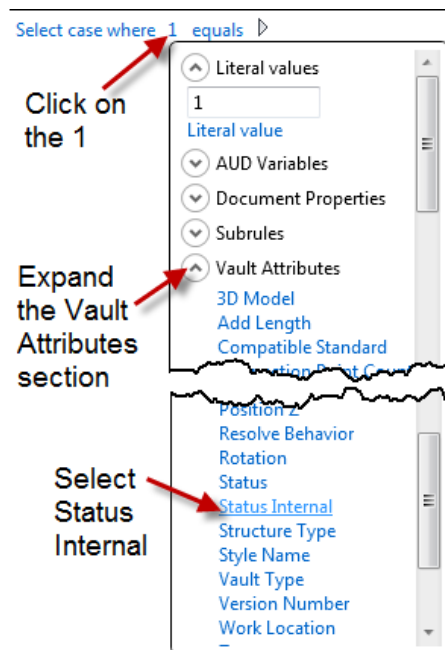 Select case where 1 equals
Click on
the 1
Literal values
1
Literal value
AUD Variables
Document Properties
Subrules
Expand
the Vault
Attributes
section
Vault Attributes
3D Model
Add Length
Compatible Standard
Point Count
Position Z
Resolve Behavior
Rotation
Status
Select
Status
Internal
Status Internal
Structure Type
Style Name
Vault Type
Version Number
Work Location